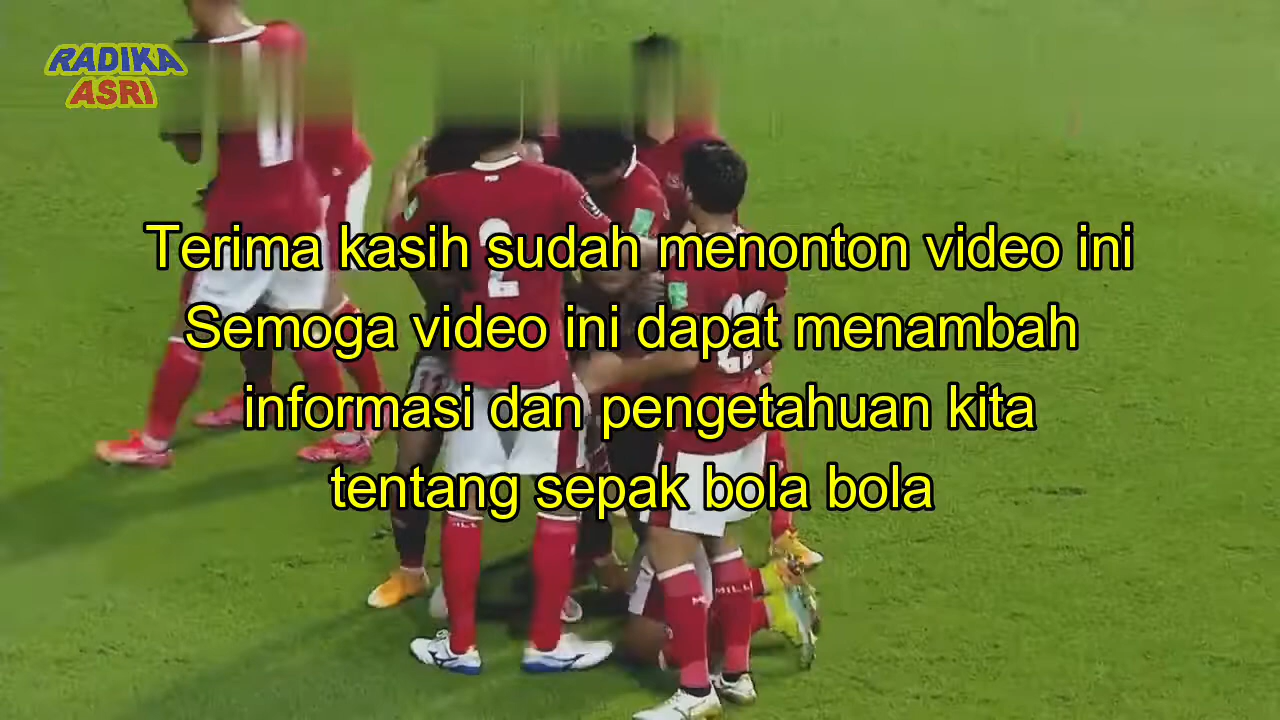 RADIKA
ASRI
Terima kasih sudah menonton video ini
Semoga video ini dapat menambah
informasi dan pengetahuan kita
tentang sepak bola bola
2